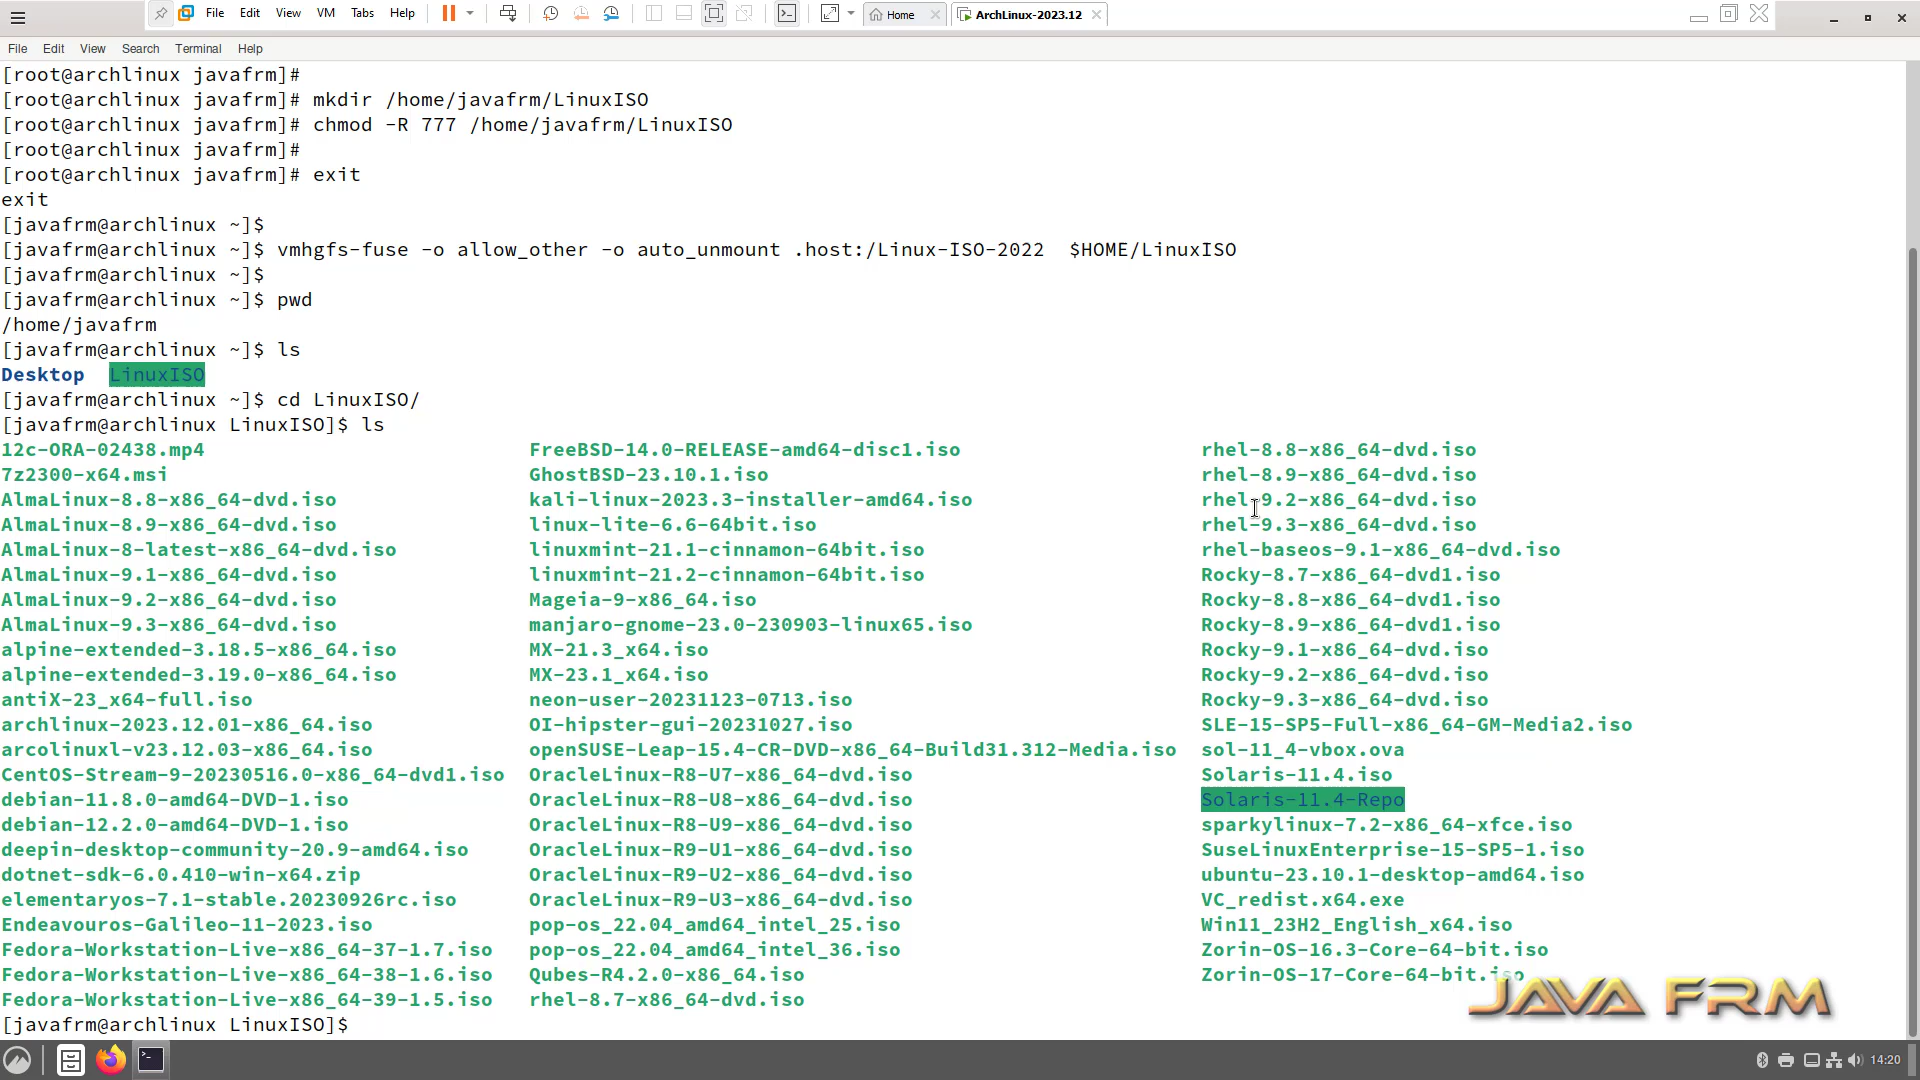 File Edit View VM Tabs Help Home ArchLinux-2023.12
File Edit View Search Terminal Help
[root@archlinux javafrm]#
[root@archlinux javafrm]# mkdir /home/javafrm/LinuxISO
[root@archlinux javafrm]# chmod -R 777 /home/javafrm/LinuxISO
[root@archlinux javafrm]#
[root@archlinux javafrm]# exit
exit
[javafrm@archlinux ~]$
[javafrm@archlinux ~]$ vmhgfs-fuse -o allow_other -o auto_unmount .host:/Linux-ISO-2022  $HOME/LinuxISO
[javafrm@archlinux ~]$
[javafrm@archlinux ~]$ pwd
/home/javafrm
[javafrm@archlinux ~]$ ls
Desktop  LinuxISO
[javafrm@archlinux ~]$ cd LinuxISO/
[javafrm@archlinux LinuxISO]$ ls
12c-ORA-02438.mp4 FreeBSD-14.0-RELEASE-amd64-disc1.iso rhel-8.8-x86_64-dvd.iso
7z2300-x64.msi GhostBSD-23.10.1.iso rhel-8.9-x86_64-dvd.iso
AlmaLinux-8.8-x86_64-dvd.iso kali-linux-2023.3-installer-amd64.iso rhel-9.2-x86_64-dvd.iso
AlmaLinux-8.9-x86_64-dvd.iso linux-lite-6.6-64bit.iso rhel-9.3-x86_64-dvd.iso
AlmaLinux-8-latest-x86_64-dvd.iso linuxmint-21.1-cinnamon-64bit.iso rhel-baseos-9.1-x86_64-dvd.iso
AlmaLinux-9.1-x86_64-dvd.iso linuxmint-21.2-cinnamon-64bit.iso Rocky-8.7-x86_64-dvd1.iso
AlmaLinux-9.2-x86_64-dvd.iso Mageia-9-x86_64.iso Rocky-8.8-x86_64-dvd1.iso
AlmaLinux-9.3-x86_64-dvd.iso manjaro-gnome-23.0-230903-linux65.iso Rocky-8.9-x86_64-dvd1.iso
alpine-extended-3.18.5-x86_64.iso MX-21.3_x64.iso Rocky-9.1-x86_64-dvd.iso
alpine-extended-3.19.0-x86_64.iso MX-23.1_x64.iso Rocky-9.2-x86_64-dvd.iso
antiX-23_x64-full.iso neon-user-20231123-0713.iso Rocky-9.3-x86_64-dvd.iso
archlinux-2023.12.01-x86_64.iso OI-hipster-gui-20231027.iso SLE-15-SP5-Full-x86_64-GM-Media2.iso
arcolinuxl-v23.12.03-x86_64.iso openSUSE-Leap-15.4-CR-DVD-x86_64-Build31.312-Media.iso sol-11_4-vbox.ova
CentOS-Stream-9-20230516.0-x86_64-dvd1.iso OracleLinux-R8-U7-x86_64-dvd.iso Solaris-11.4.iso
debian-11.8.0-amd64-DVD-1.iso OracleLinux-R8-U8-x86_64-dvd.iso Solaris-11.4-Repo
debian-12.2.0-amd64-DVD-1.iso OracleLinux-R8-U9-x86_64-dvd.iso sparkylinux-7.2-x86_64-xfce.iso
deepin-desktop-community-20.9-amd64.iso OracleLinux-R9-U1-x86_64-dvd.iso SuseLinuxEnterprise-15-SP5-1.iso
dotnet-sdk-6.0.410-win-x64.zip OracleLinux-R9-U2-x86_64-dvd.iso ubuntu-23.10.1-desktop-amd64.iso
elementaryos-7.1-stable.20230926rc.iso OracleLinux-R9-U3-x86_64-dvd.iso VC_redist.x64.exe
Endeavouros-Galileo-11-2023.iso pop-os_22.04_amd64_intel_25.iso Win11_23H2_English_x64.iso
Fedora-Workstation-Live-x86_64-37-1.7.iso pop-os_22.04_amd64_intel_36.iso Zorin-OS-16.3-Core-64-bit.iso
Fedora-Workstation-Live-x86_64-38-1.6.iso Qubes-R4.2.0-x86_64.iso Zorin-OS-17-Core-64-bit.iso
Fedora-Workstation-Live-x86_64-39-1.5.iso rhel-8.7-x86_64-dvd.iso
JAVA FRM
[javafrm@archlinux LinuxISO]$
14:20